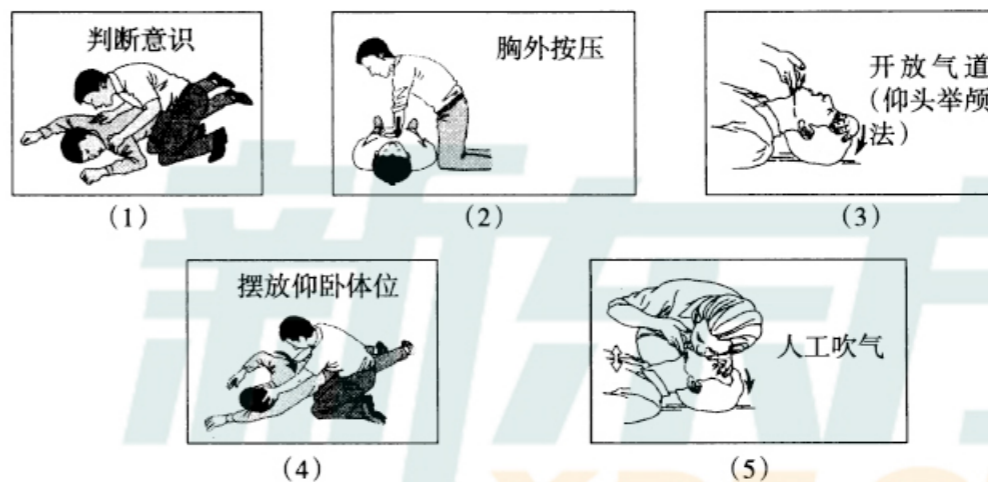 判断意识
胸外按压
开放气道
(仰头举颅
法)
(1)
(2)
(3)
摆放仰卧体位
人工吹气
(4)
(5)